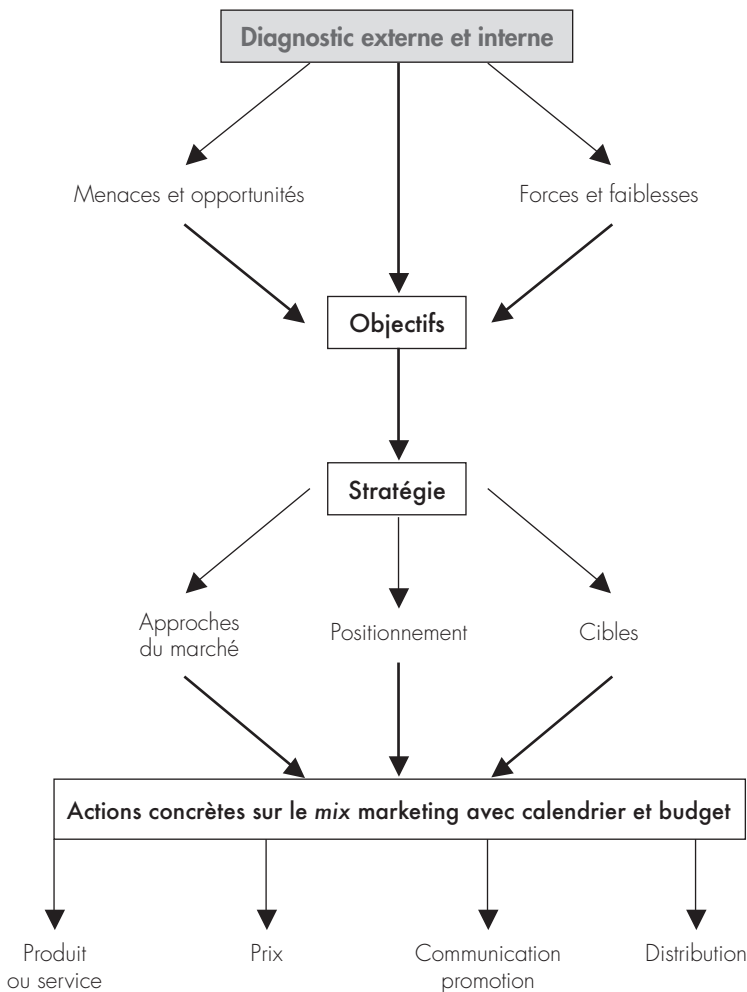 Diagnostic externe et interne
Menaces et opportunités
Forces et faiblesses
Objectifs
Stratégie
Approches
du marché
Positionnement
Cibles
Actions concrètes sur le mix marketing avec calendrier et budget
Produit
ou service
Prix
Communication
promotion
Distribution